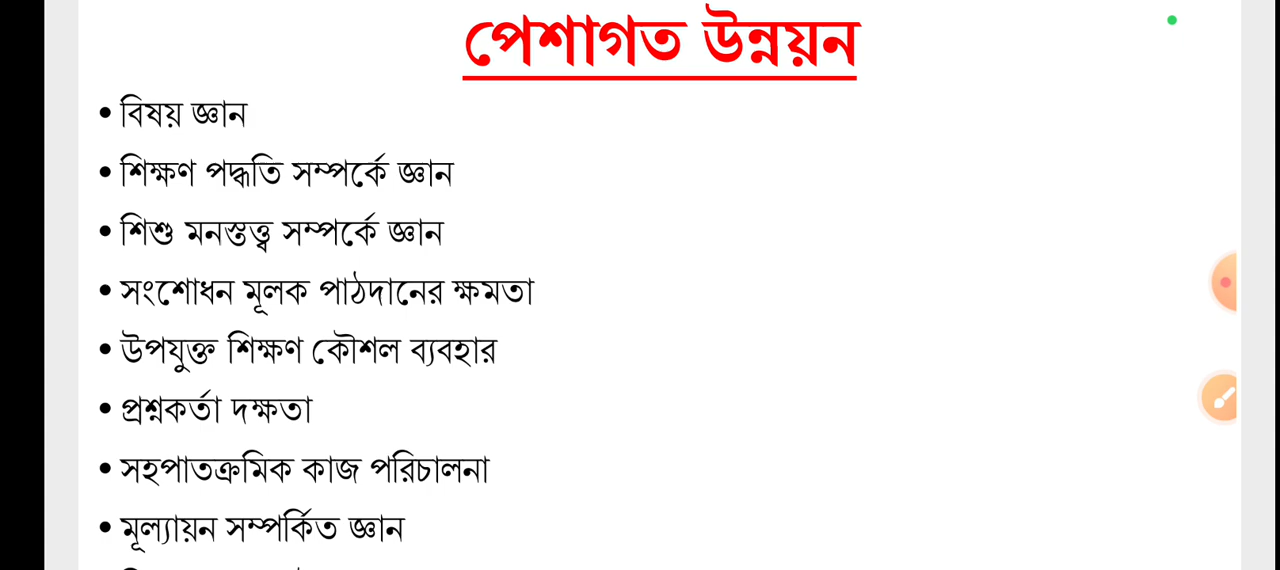 পেশাগত উন্নয়ন
• বিষয় জ্ঞান
• শিক্ষণ পদ্ধতি সম্পর্কে জ্ঞান
• শিশু মনস্তত্ত্ব সম্পর্কে জ্ঞান
• সংশোধন মূলক পাঠদানের ক্ষমতা
• উপযুক্ত শিক্ষণ কৌশল ব্যবহার
• প্রশ্নকর্তা দক্ষতা
• সহপাতক্রমিক কাজ পরিচালনা
• মূল্যায়ন সম্পর্কিত জ্ঞান